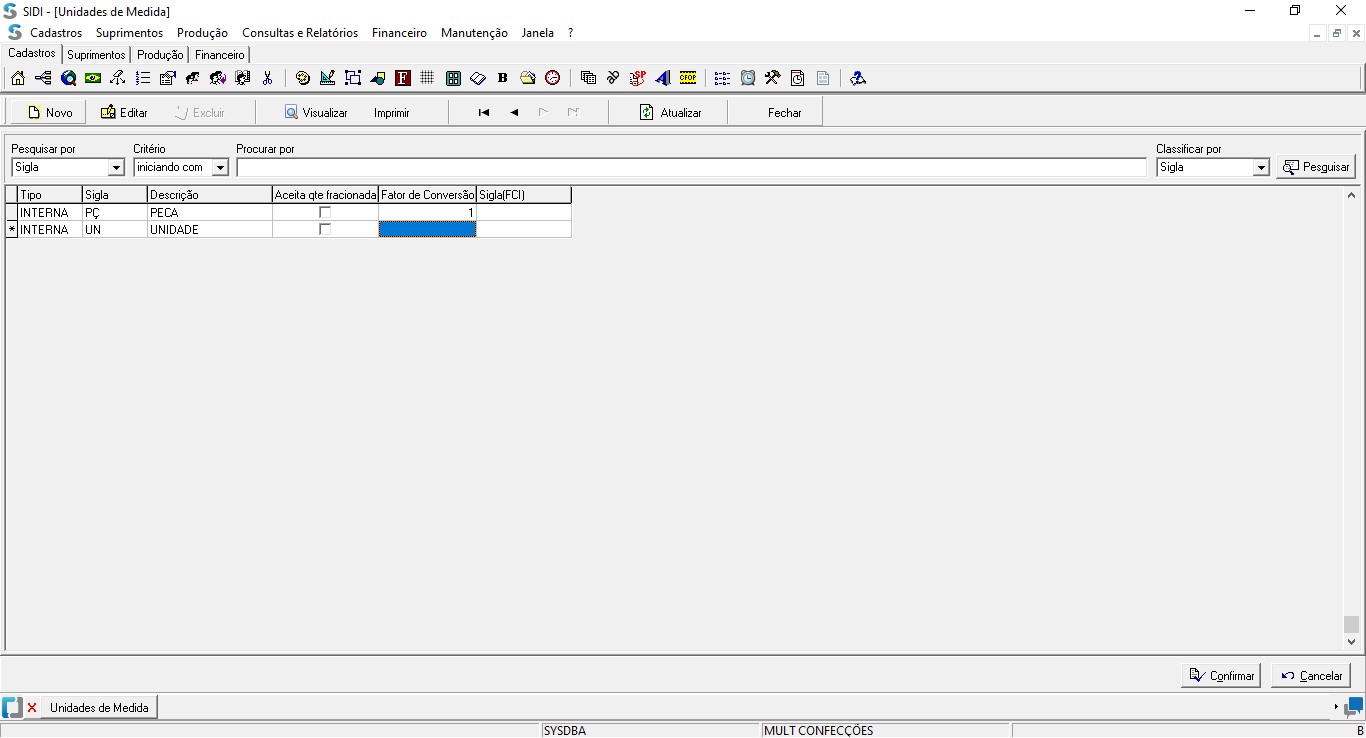 SIDI - [Unidades de Medida]
Cadastros Suprimentos Produção Consultas e Relatórios Financeiro Manutenção Janela ?
Cadastros Suprimentos Produção Financeiro
F B SP CFOP
Novo Editar Excluir Visualizar Imprimir Atualizar Fechar
Pesquisar por Critério Procurar por Classificar por
Sigla iniciando com Sigla Pesquisar
Tipo Sigla Descrição Aceita qte fracionada Fator de Conversão Sigla(FCI)
INTERNA PÇ PECA 1
* INTERNA UN UNIDADE
Confirmar Cancelar
Unidades de Medida
SYSDBA MULT CONFECÇÕES B